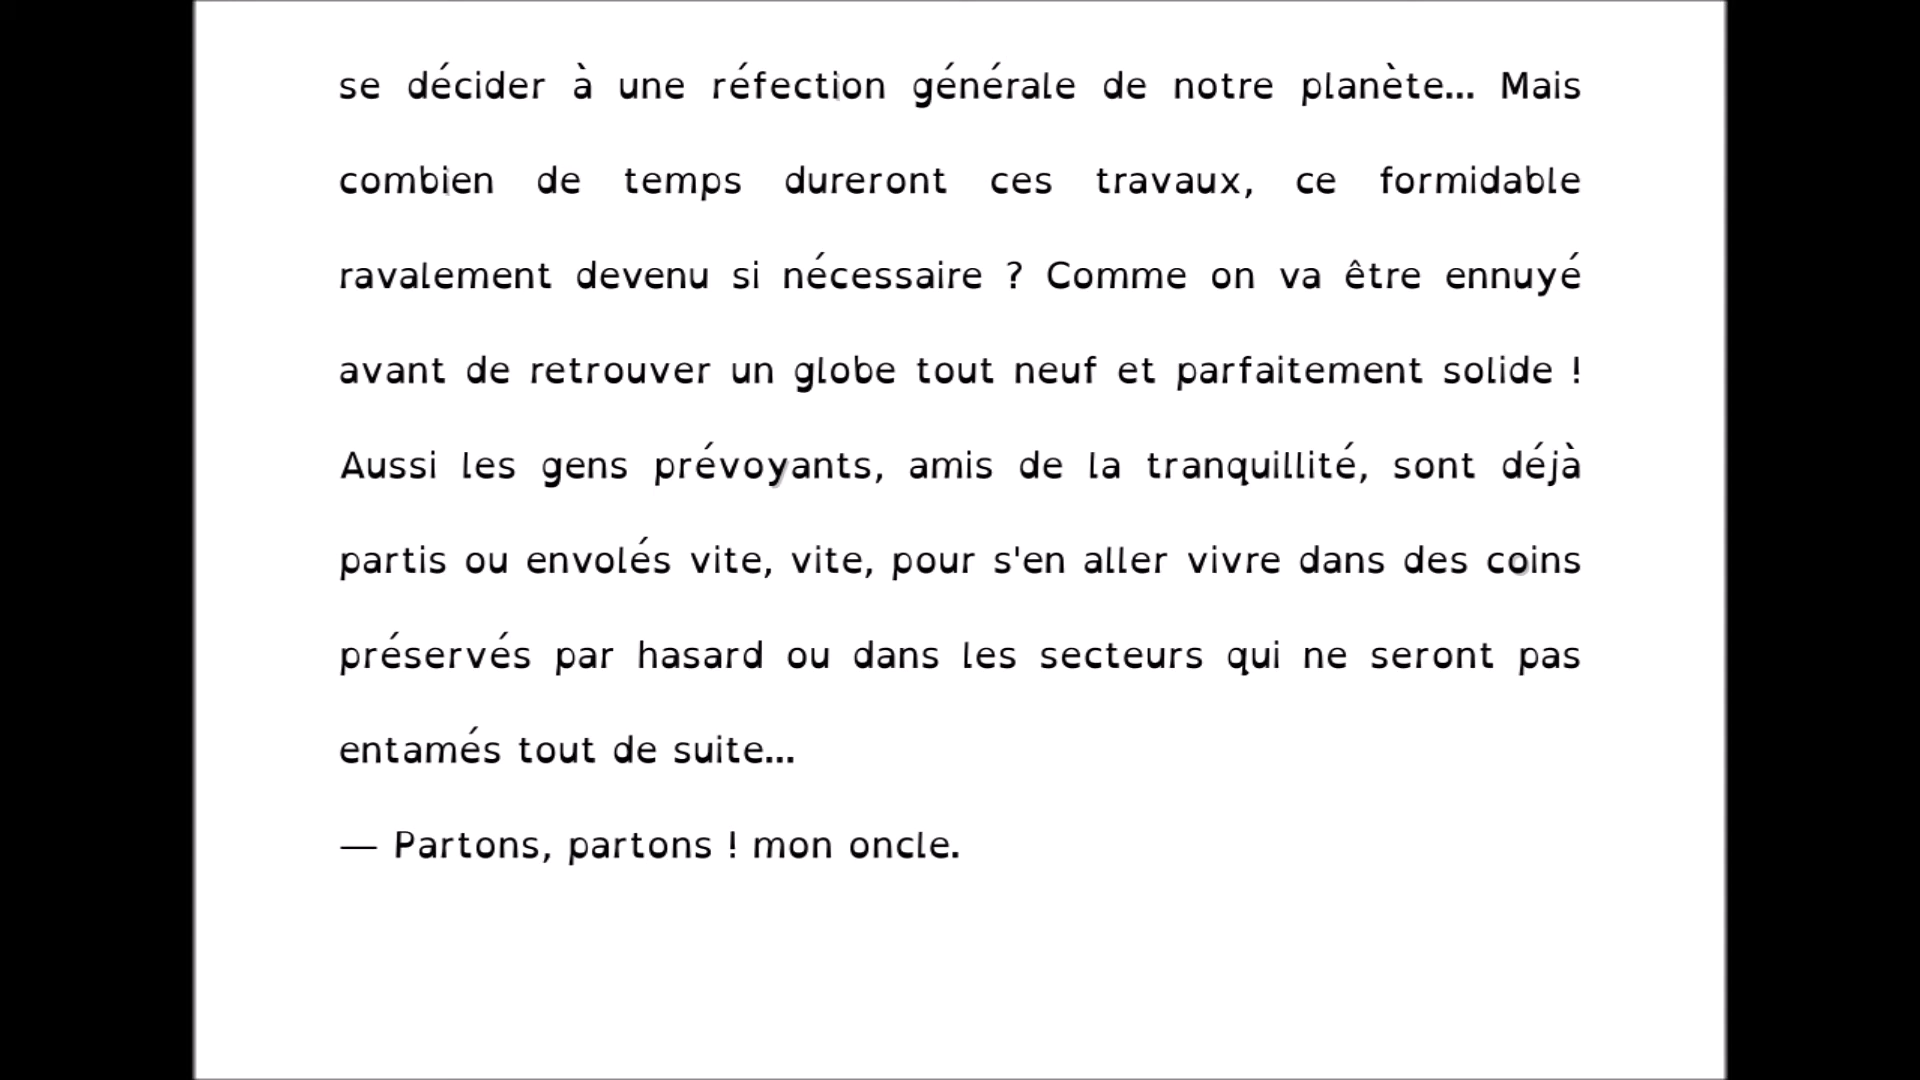 se décider à une réfection générale de notre planète... Mais
combien de temps dureront ces travaux, ce formidable
ravalement devenu si nécessaire ? Comme on va être ennuyé
avant de retrouver un globe tout neuf et parfaitement solide !
Aussi les gens prévoyants, amis de la tranquillité, sont déjà
partis ou envolés vite, vite, pour s'en aller vivre dans des coins
préservés par hasard ou dans les secteurs qui ne seront pas
entamés tout de suite...
— Partons, partons ! mon oncle.